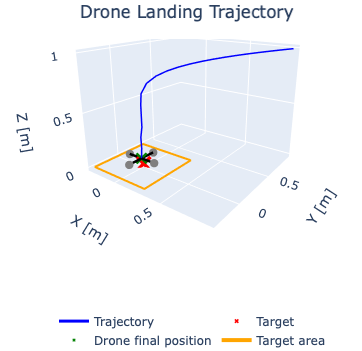 Drone Landing Trajectory
1
0.5
0
Z [m]
0
0.5
X [m]
0
0.5
Y [m]
Trajectory
Target
Drone final position
Target area